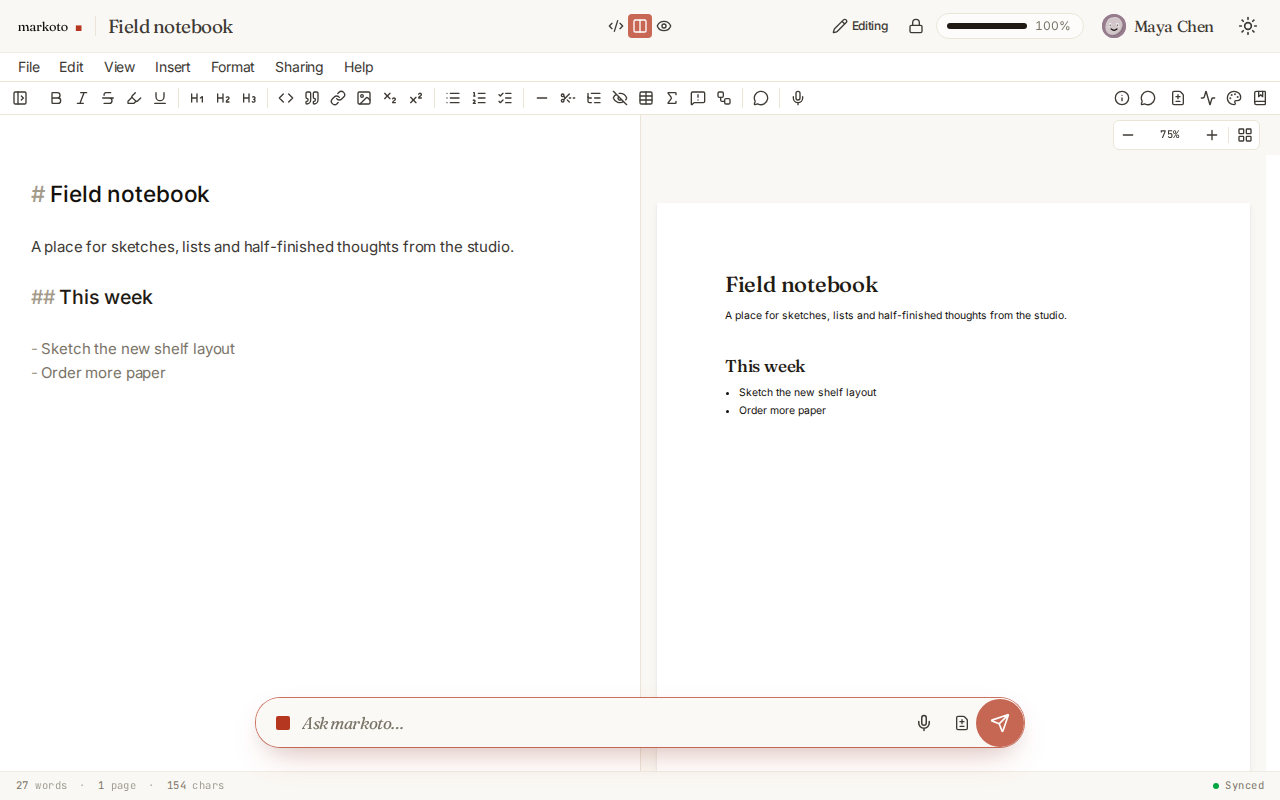 markoto
Field notebook
Editing
100%
Maya Chen
File Edit View Insert Format Sharing Help
H1 H2 H3
75%
# Field notebook
A place for sketches, lists and half-finished thoughts from the studio.
## This week
- Sketch the new shelf layout
- Order more paper
Field notebook
A place for sketches, lists and half-finished thoughts from the studio.
This week
• Sketch the new shelf layout
• Order more paper
Ask markoto...
27 words · 1 page · 154 chars
Synced